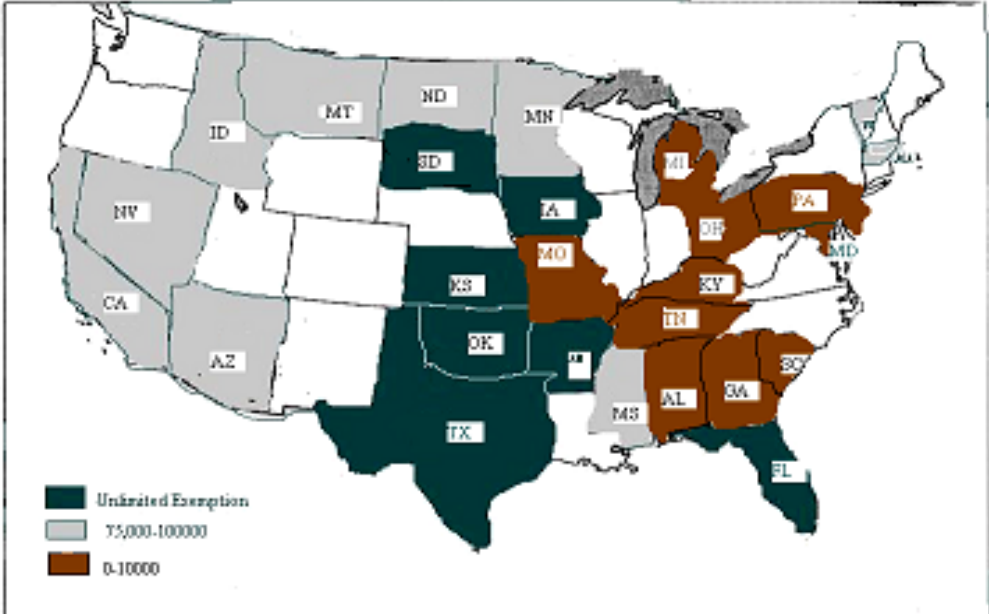 MT
ND
MN
ID
SD
MI
NV
IA
PA
OH
MO
MD
KS
KY
CA
TN
OK
AZ
SC
GA
AL
MS
TX
FL
Unlimited Exemption
75,000-100000
0-10000